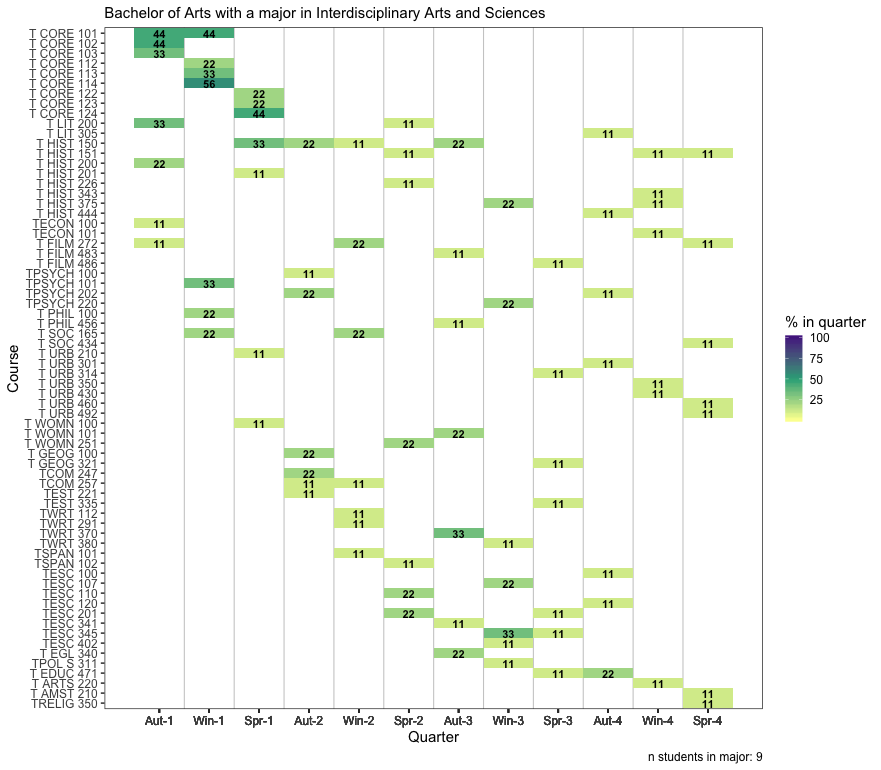 Bachelor of Arts with a major in Interdisciplinary Arts and Sciences
T CORE 101 44 44
T CORE 102 44
T CORE 103 33
T CORE 112 22
T CORE 113 33
T CORE 114 56
T CORE 122 22
T CORE 123 22
T CORE 124 44
T LIT 200 33 11
T LIT 305 11
T HIST 150 33 22 11 22
T HIST 151 11 11 11
T HIST 200 22
T HIST 201 11
T HIST 226 11
T HIST 343 11
T HIST 375 22 11
T HIST 444 11
TECON 100 11
TECON 101 11
T FILM 272 11 22 11
T FILM 483 11
T FILM 486 11
TPSYCH 100 11
TPSYCH 101 33
TPSYCH 202 22 11
TPSYCH 220 22
T PHIL 100 22
T PHIL 456 11
T SOC 165 22 22
T SOC 434 11
T URB 210 11
T URB 301 11
T URB 314 11
T URB 350 11
T URB 430 11
T URB 460 11
T URB 492 11
T WOMN 100 11
T WOMN 101 22
T WOMN 251 22
T GEOG 100 22
T GEOG 321 11
TCOM 247 22
TCOM 257 11 11
TEST 221 11
TEST 335 11
TWRT 112 11
TWRT 291 11
TWRT 370 33
TWRT 380 11
TSPAN 101 11
TSPAN 102 11
TESC 100 11
TESC 107 22
TESC 110 22
TESC 120 11
TESC 201 22 11
TESC 341 11
TESC 345 33 11
TESC 402 11
T EGL 340 22
TPOL S 311 11
T EDUC 471 11 22
T ARTS 220 11
T AMST 210 11
TRELIG 350 11
Course
Aut-1 Win-1 Spr-1 Aut-2 Win-2 Spr-2 Aut-3 Win-3 Spr-3 Aut-4 Win-4 Spr-4
Quarter
% in quarter
100
75
50
25
n students in major: 9